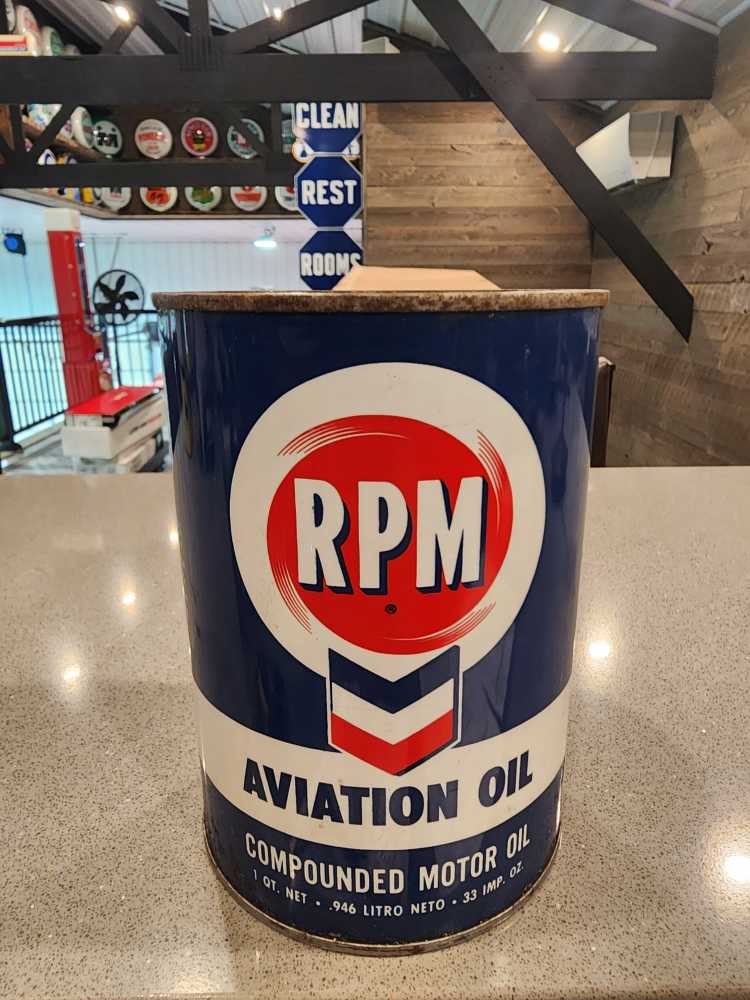 CLEAN
REST
ROOMS
RPM
®
AVIATION OIL
COMPOUNDED MOTOR OIL
1 QT. NET • .946 LITRO NETO • 33 IMP. OZ.